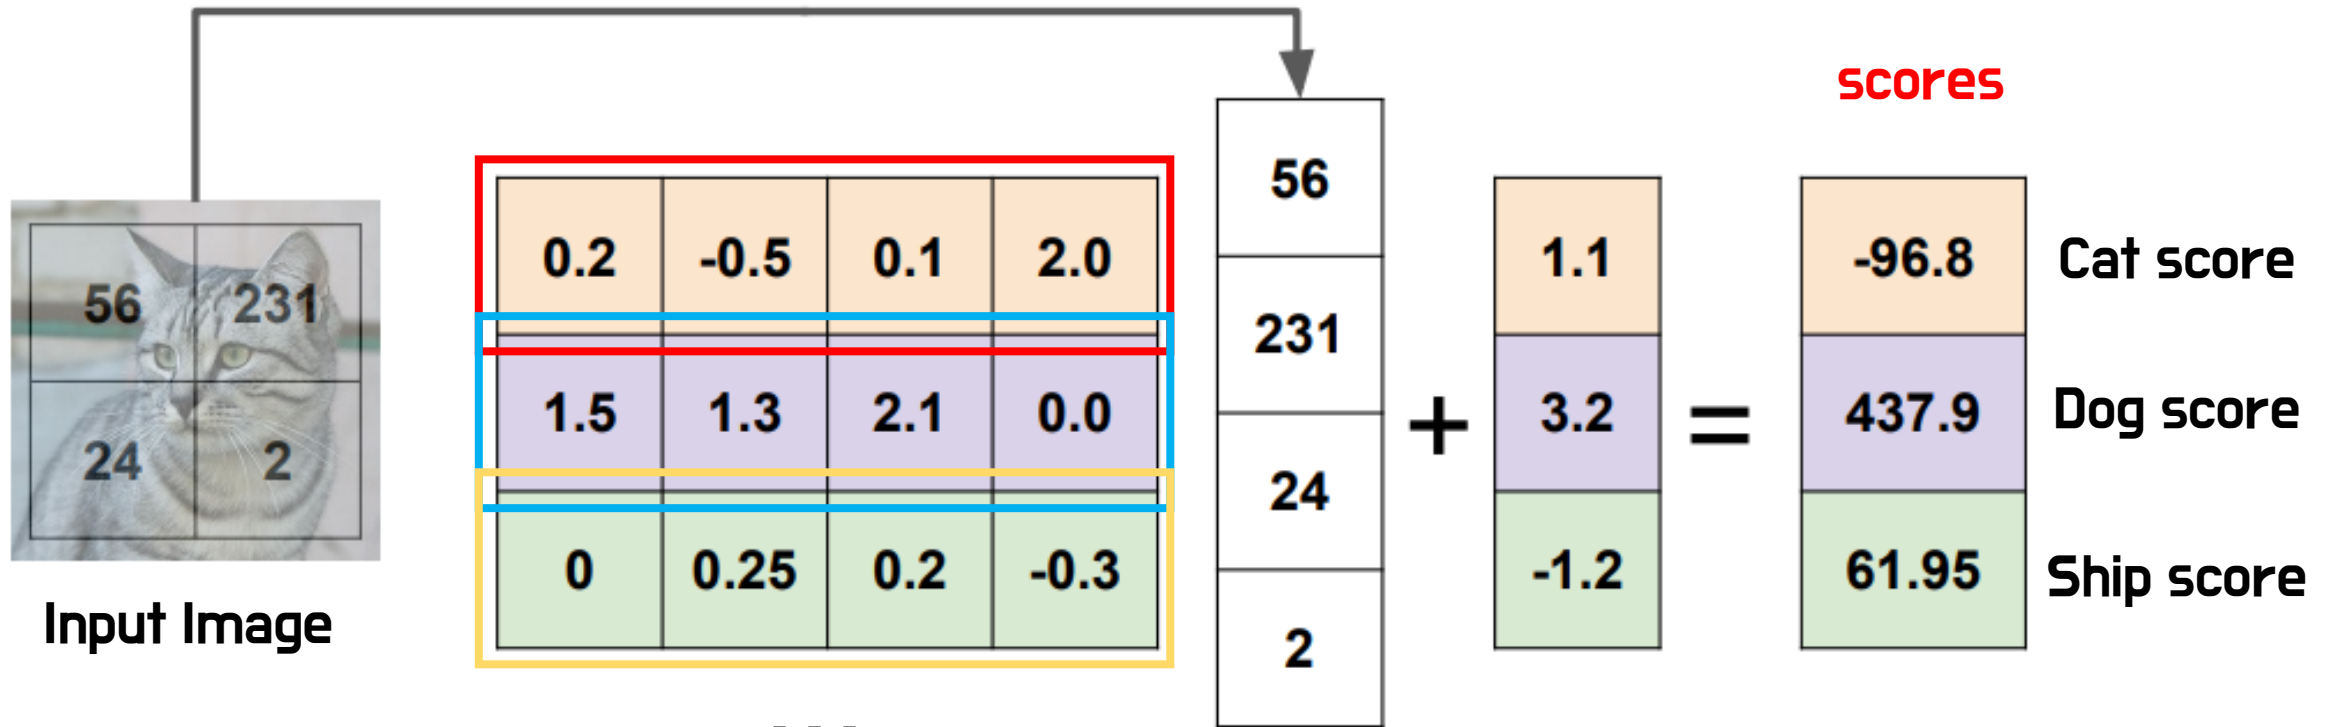 scores
56 231
24 2
Input Image
0.2 -0.5 0.1 2.0
1.5 1.3 2.1 0.0
0 0.25 0.2 -0.3
56
231
24
2
+
1.1
3.2
-1.2
=
-96.8 Cat score
437.9 Dog score
61.95 Ship score